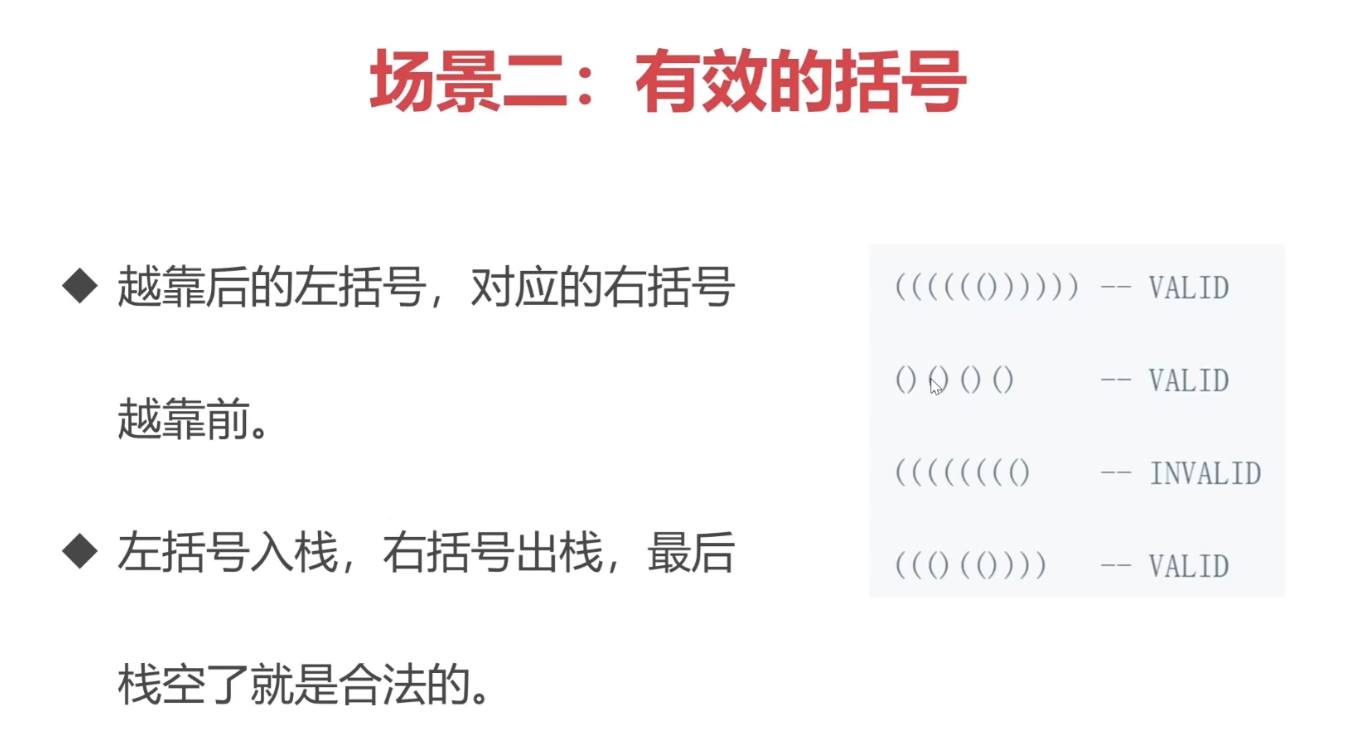 场景二：有效的括号
◆ 越靠后的左括号，对应的右括号
越靠前。
◆ 左括号入栈，右括号出栈，最后
栈空了就是合法的。
(((((()))))) -- VALID
()()()() -- VALID
(((((((() -- INVALID
((()(()))) -- VALID